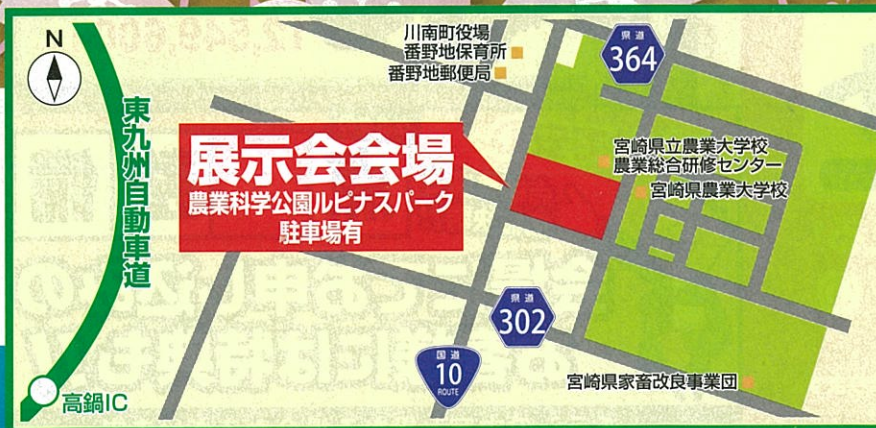 N
東九州自動車道
高鍋IC
川南町役場
番野地保育所
番野地郵便局
県道
364
展示会会場
農業科学公園ルピナスパーク
駐車場有
宮崎県立農業大学校
農業総合研修センター
宮崎県農業大学校
県道
302
国道
10
ROUTE
宮崎県家畜改良事業団